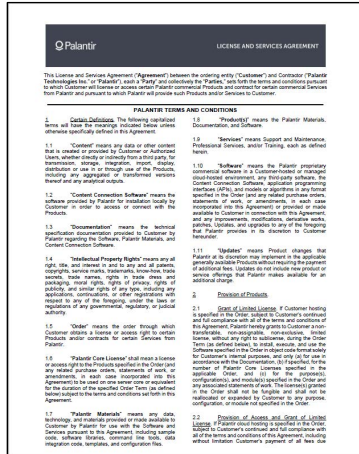 Palantir
LICENSE AND SERVICES AGREEMENT
This License and Services Agreement ("Agreement") between the ordering entity ("Customer") and Contractor ("Palantir
Technologies Inc." or "Palantir"), each a "Party" and collectively the "Parties," sets forth the terms and conditions pursuant
to which Customer will license or access certain Palantir commercial Products and contract for certain commercial Services
from Palantir and pursuant to which Palantir will provide such Products and/or Services to Customer.
PALANTIR TERMS AND CONDITIONS
1. Certain Definitions. The following capitalized
terms will have the meanings indicated below unless
otherwise specifically defined in this Agreement.
1.1 "Content" means any data or other content
that is created or provided by Customer or Authorized
Users, whether directly or indirectly from a third party, for
transmission, storage, integration, import, display,
distribution or use in or through use of the Products,
including any aggregated or transformed versions
thereof and any analytical outputs.
1.2 "Content Connection Software" means the
software provided by Palantir for installation locally by
Customer in order to access or connect with the
Products.
1.3 "Documentation" means the technical
specification documentation provided to Customer by
Palantir regarding the Software, Palantir Materials, and
Content Connection Software.
1.4 "Intellectual Property Rights" means any all
right, title, and interest in to and any and all patents,
copyrights, service marks, trademarks, know-how, trade
secrets, trade names, rights in trade dress and
packaging, moral rights, rights of privacy, rights of
publicity, and similar rights of any type, including any
applications, continuations, or other registrations with
respect to any of the foregoing, under the laws or
regulations of any governmental, regulatory, or judicial
authority.
1.5 "Order" means the order through which
Customer obtains a license or access right to certain
Products and/or contracts for certain Services from
Palantir.
1.6 "Palantir Core License" shall mean a license
or access right to the Products specified in the Order (and
any related purchase orders, statements of work, or
amendments, in each case incorporated into this
Agreement) to be used on one sensor core or equivalent
for the duration of the specified Order Term (as defined
below) subject to the terms and conditions set forth in this
Agreement.
1.7 "Palantir Materials" means any data,
technology, and materials provided or made available to
Customer by Palantir for use with the Software and
Services pursuant to this Agreement, including sample
code, software libraries, command line tools, data
integration code, templates, and configuration files.
1.8 "Product(s)" means the Palantir Materials,
Documentation, and Software.
1.9 "Services" means Support and Maintenance,
Professional Services, and/or Training, each as defined
herein.
1.10 "Software" means the Palantir proprietary
commercial software in a Customer-hosted or managed
cloud-hosted environment, any third-party software, the
Content Connection Software, application programming
interfaces (APIs), and models or algorithms in any format
specified in the Order (and any related purchase orders,
statements of work, or amendments, in each case
incorporated into this Agreement) or provided or made
available to Customer in connection with this Agreement,
and any improvements, modifications, derivative works,
patches, Updates, and upgrades to any of the foregoing
that Palantir provides in its discretion to Customer
hereunder.
1.11 "Updates" means Product changes that
Palantir at its discretion may implement in the applicable
generally available Products without requiring the payment
of additional fees. Updates do not include new product or
service offerings that Palantir makes available for an
additional charge.
2. Provision of Products.
2.1 Grant of Limited License. If Customer hosting
is specified in the Order, subject to Customer's continued
and full compliance with all of the terms and conditions of
this Agreement, Palantir hereby grants to Customer a non-
transferable, non-assignable, non-exclusive, limited
license, without any right to sublicense, during the Order
Term (as defined below), to install, execute, and use the
Software specified in the Order in object code format solely
for Customer's internal purposes, and only (a) for use in
accordance with the Documentation, (b) if specified, for the
number of Palantir Core Licenses specified in the
applicable Order, and (c) for the purpose(s),
configuration(s), and module(s) specified in the Order and
any associated statements of work. The license(s) granted
in the Order shall not be fungible and shall not be
reallocated or expanded by Customer to any purpose,
configuration, or module not specified in the Order.
2.2 Provision of Access and Grant of Limited
License. If Palantir cloud hosting is specified in the Order,
subject to Customer's continued and full compliance with
all of the terms and conditions of this Agreement, including
without limitation Customer's payment of all fees due